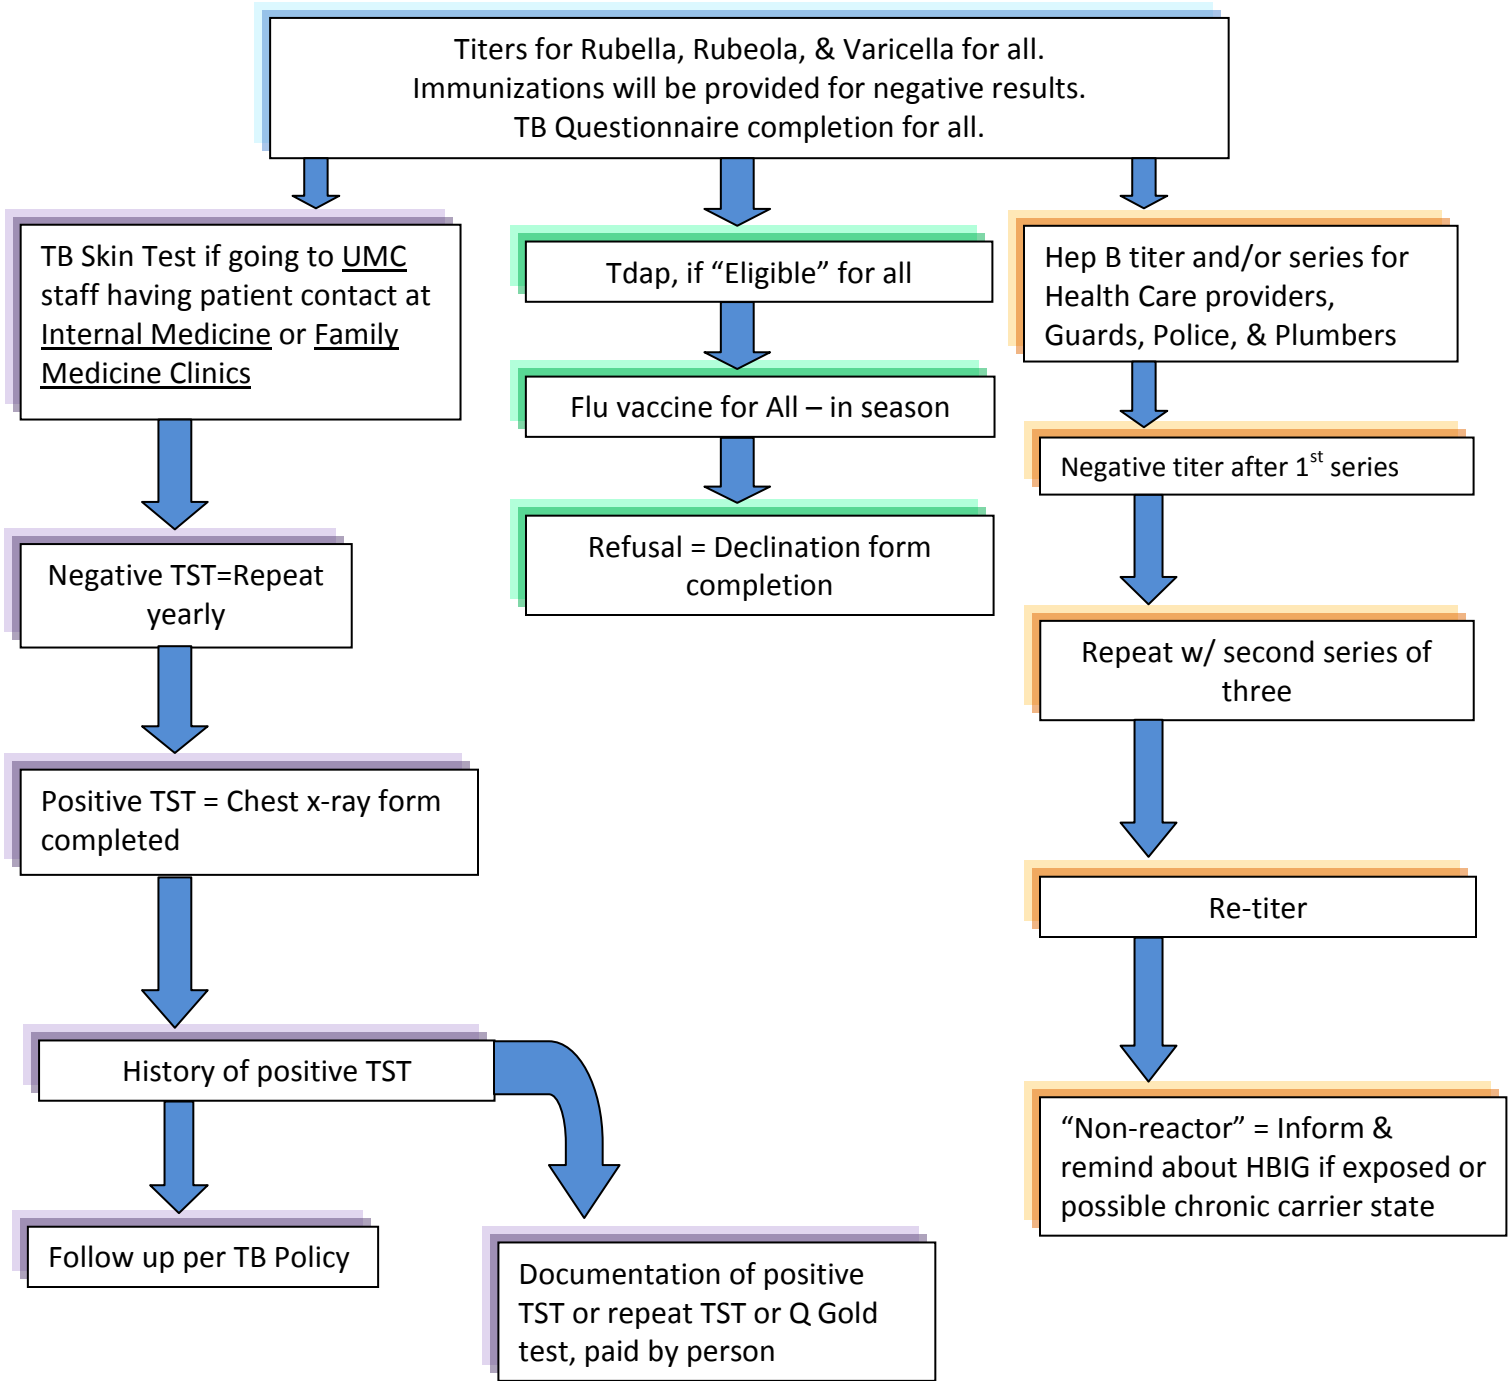 Titers for Rubella, Rubeola, & Varicella for all.
Immunizations will be provided for negative results.
TB Questionnaire completion for all.
TB Skin Test if going to UMC
staff having patient contact at
Internal Medicine or Family
Medicine Clinics
Negative TST=Repeat
yearly
Positive TST = Chest x-ray form
completed
History of positive TST
Follow up per TB Policy
Documentation of positive
TST or repeat TST or Q Gold
test, paid by person
Tdap, if “Eligible” for all
Flu vaccine for All – in season
Refusal = Declination form
completion
Hep B titer and/or series for
Health Care providers,
Guards, Police, & Plumbers
Negative titer after 1st series
Repeat w/ second series of
three
Re-titer
“Non-reactor” = Inform &
remind about HBIG if exposed or
possible chronic carrier state